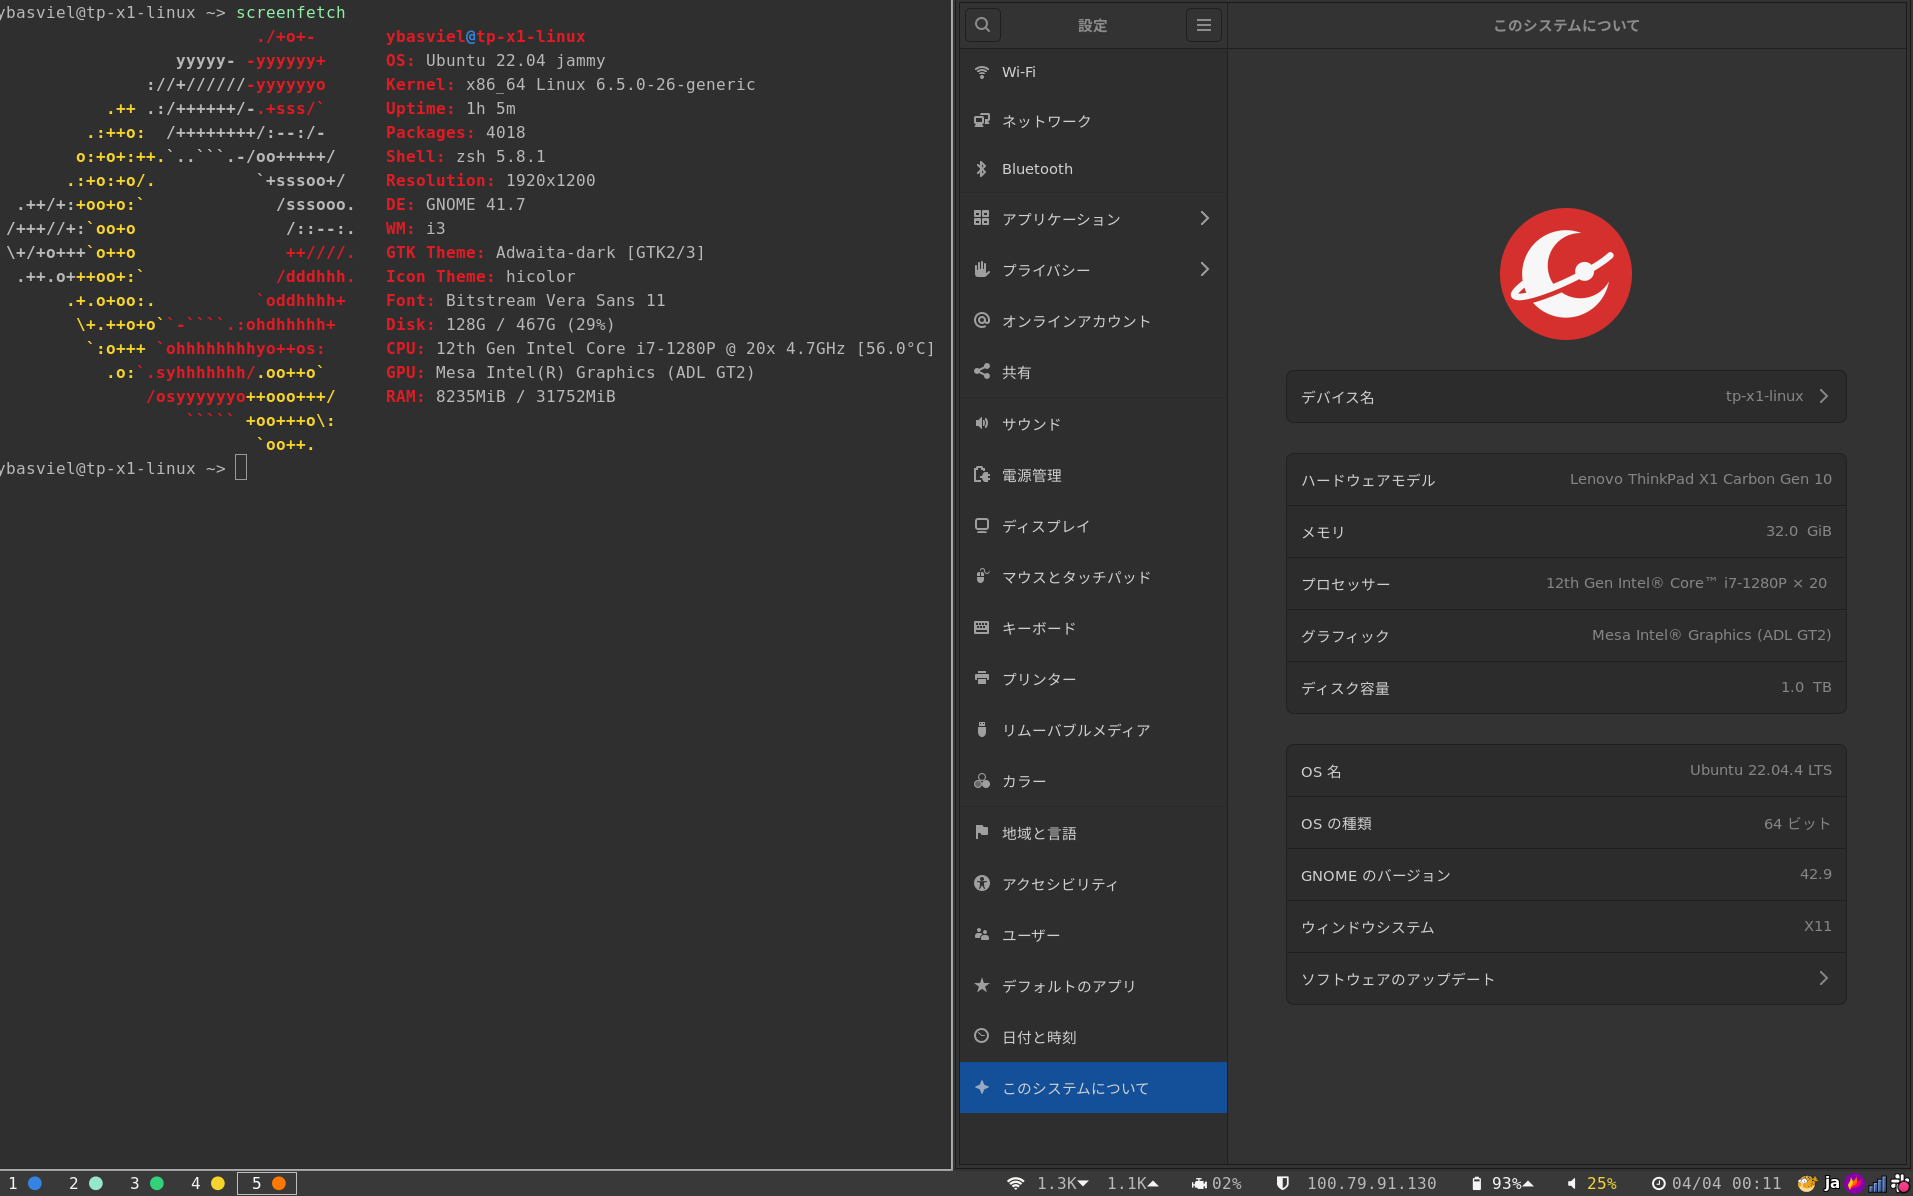 ybasviel@tp-x1-linux ~> screenfetch
./+o+-
yyyyy- -yyyyyy+
://+//////-yyyyyyo
.++ .:/++++++/-.+sss/`
.:++o:  /++++++++/:--:/-
o:+o+:++.`..```.-/oo+++++/
.:+o:+o/.          `+sssoo+/
.++/+:+oo+o:`             /sssooo.
/+++//+:`oo+o               /::--:.
\+/+o+++`o++o               ++////.
.++.o+++oo+:`             /dddhhh.
.+.o+oo:.          `oddhhhh+
\+.++o+o``-````.:ohdhhhhh+
`:o+++ `ohhhhhhhhyo++os:
.o:`.syhhhhhhh/.oo++o`
/osyyyyyyo++ooo+++/
````` +oo+++o\:
`oo++.
ybasviel@tp-x1-linux
OS: Ubuntu 22.04 jammy
Kernel: x86_64 Linux 6.5.0-26-generic
Uptime: 1h 5m
Packages: 4018
Shell: zsh 5.8.1
Resolution: 1920x1200
DE: GNOME 41.7
WM: i3
GTK Theme: Adwaita-dark [GTK2/3]
Icon Theme: hicolor
Font: Bitstream Vera Sans 11
Disk: 128G / 467G (29%)
CPU: 12th Gen Intel Core i7-1280P @ 20x 4.7GHz [56.0°C]
GPU: Mesa Intel(R) Graphics (ADL GT2)
RAM: 8235MiB / 31752MiB
ybasviel@tp-x1-linux ~>
設定
Wi-Fi
ネットワーク
Bluetooth
アプリケーション
プライバシー
オンラインアカウント
共有
サウンド
電源管理
ディスプレイ
マウスとタッチパッド
キーボード
プリンター
リムーバブルメディア
カラー
地域と言語
アクセシビリティ
ユーザー
デフォルトのアプリ
日付と時刻
このシステムについて
このシステムについて
デバイス名 tp-x1-linux
ハードウェアモデル Lenovo ThinkPad X1 Carbon Gen 10
メモリ 32.0 GiB
プロセッサー 12th Gen Intel® Core™ i7-1280P × 20
グラフィック Mesa Intel® Graphics (ADL GT2)
ディスク容量 1.0 TB
OS 名 Ubuntu 22.04.4 LTS
OS の種類 64 ビット
GNOME のバージョン 42.9
ウィンドウシステム X11
ソフトウェアのアップデート
1 2 3 4 5 1.3K 1.1K 02% 100.79.91.130 93% 25% 04/04 00:11 ja